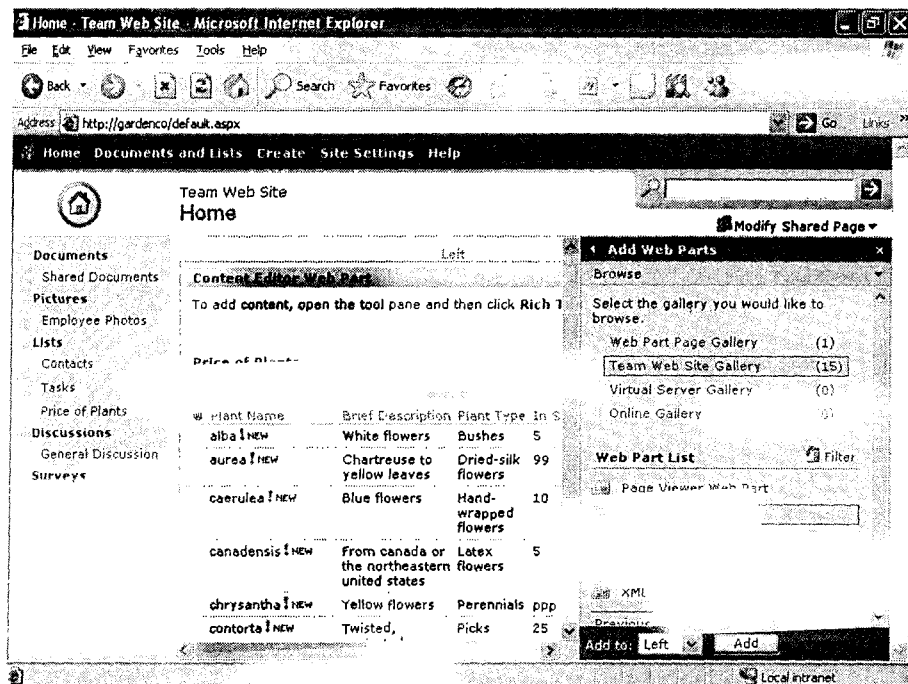 Home - Team Web Site - Microsoft Internet Explorer
File Edit View Favorites Tools Help
Back Search Favorites
Address http://gardenco/default.aspx Go Links
Home Documents and Lists Create Site Settings Help
Team Web Site
Home
Modify Shared Page
Documents
Shared Documents
Pictures
Employee Photos
Lists
Contacts
Tasks
Price of Plants
Discussions
General Discussion
Surveys
Left
Content Editor Web Part
To add content, open the tool pane and then click Rich T
Price of Plants
Plant Name Brief Description Plant Type In S
alba ! NEW White flowers Bushes 5
aurea ! NEW Chartreuse to yellow leaves Dried-silk flowers 99
caerulea ! NEW Blue flowers Hand-wrapped flowers 10
canadensis ! NEW From canada or the northeastern united states Latex flowers 5
chrysantha ! NEW Yellow flowers Perennials ppp
contorta ! NEW Twisted, Picks 25
Add Web Parts
Browse
Select the gallery you would like to
browse.
Web Part Page Gallery (1)
Team Web Site Gallery (15)
Virtual Server Gallery (0)
Online Gallery
Web Part List Filter
Page Viewer Web Part
XML
Previous
Add to: Left Add
Local intranet